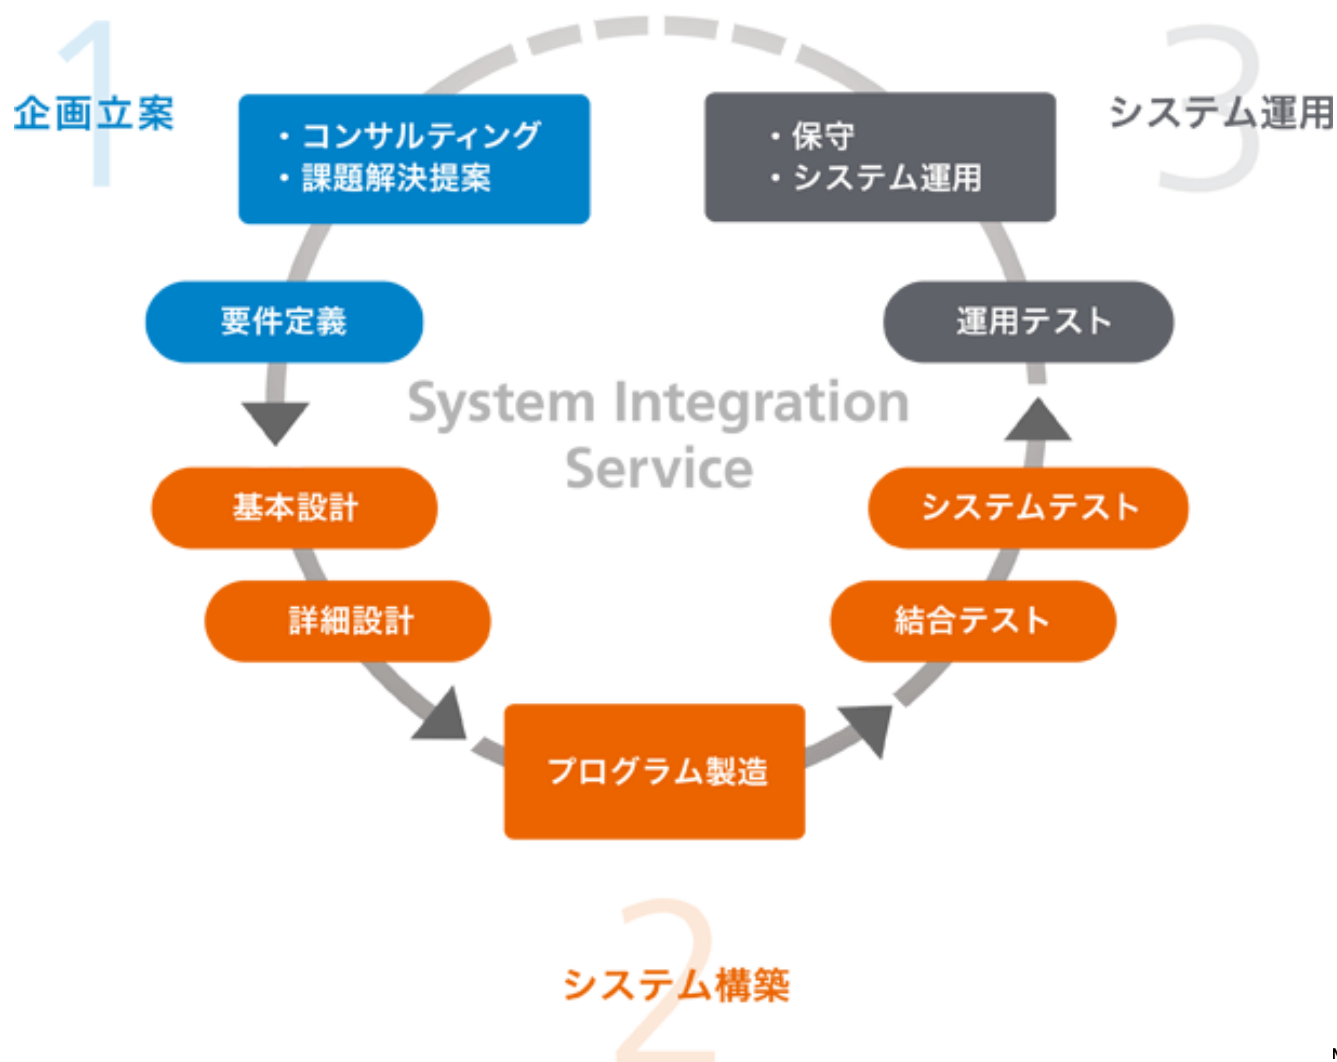 1
企画立案
・コンサルティング
・課題解決提案
要件定義
基本設計
詳細設計
プログラム製造
2
システム構築
結合テスト
システムテスト
運用テスト
・保守
・システム運用
3
システム運用
System Integration
Service